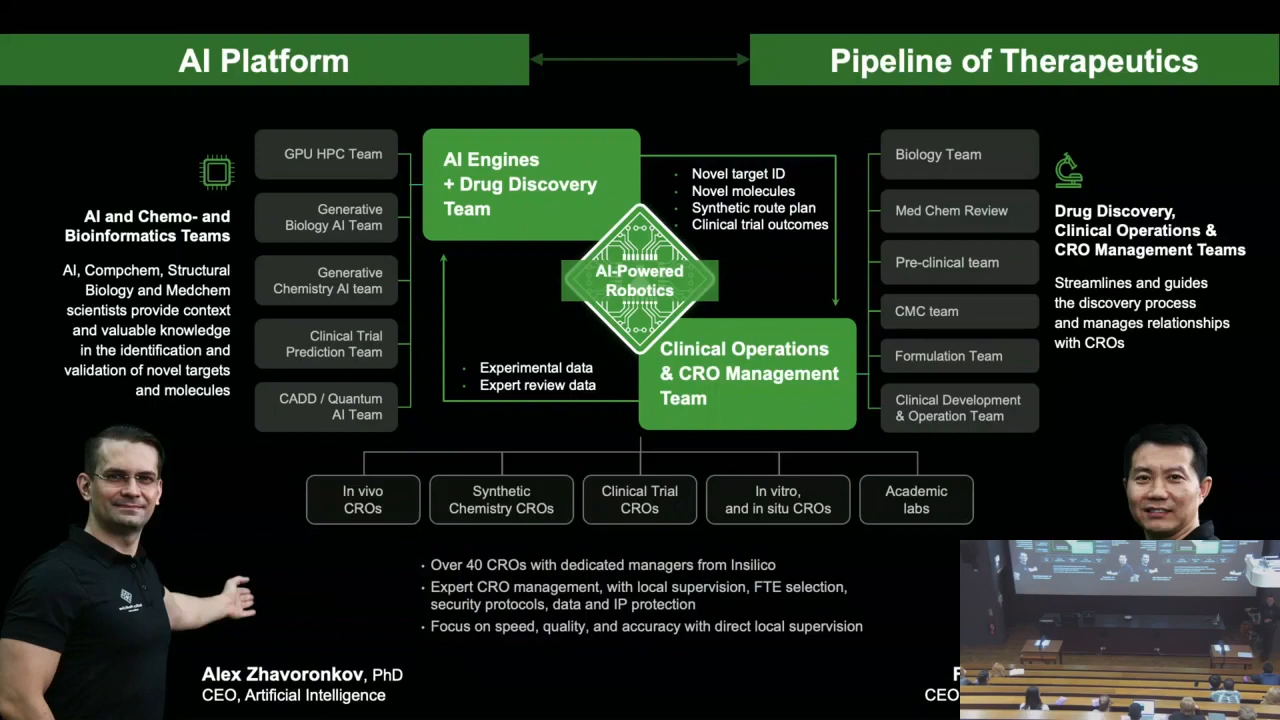 AI Platform
Pipeline of Therapeutics
GPU HPC Team
Generative
Biology AI Team
Generative
Chemistry AI team
Clinical Trial
Prediction Team
CADD / Quantum
AI Team
AI and Chemo- and
Bioinformatics Teams
AI, Compchem, Structural
Biology and Medchem
scientists provide context
and valuable knowledge
in the identification and
validation of novel targets
and molecules
AI Engines
+ Drug Discovery
Team
• Novel target ID
• Novel molecules
• Synthetic route plan
• Clinical trial outcomes
AI-Powered
Robotics
• Experimental data
• Expert review data
Clinical Operations
& CRO Management
Team
Biology Team
Med Chem Review
Pre-clinical team
CMC team
Formulation Team
Clinical Development
& Operation Team
Drug Discovery,
Clinical Operations &
CRO Management Teams
Streamlines and guides
the discovery process
and manages relationships
with CROs
In vivo
CROs
Synthetic
Chemistry CROs
Clinical Trial
CROs
In vitro,
and in situ CROs
Academic
labs
• Over 40 CROs with dedicated managers from Insilico
• Expert CRO management, with local supervision, FTE selection,
security protocols, data and IP protection
• Focus on speed, quality, and accuracy with direct local supervision
Alex Zhavoronkov, PhD
CEO, Artificial Intelligence
CEO